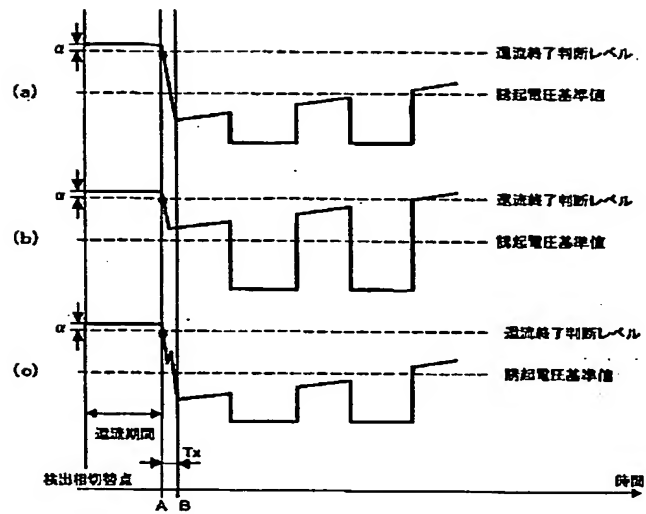 α
還流終了判断レベル
(a)
誘起電圧基準値
α
還流終了判断レベル
(b)
誘起電圧基準値
α
還流終了判断レベル
(c)
誘起電圧基準値
還流期間
Tx
検出相切替点
時間
A B